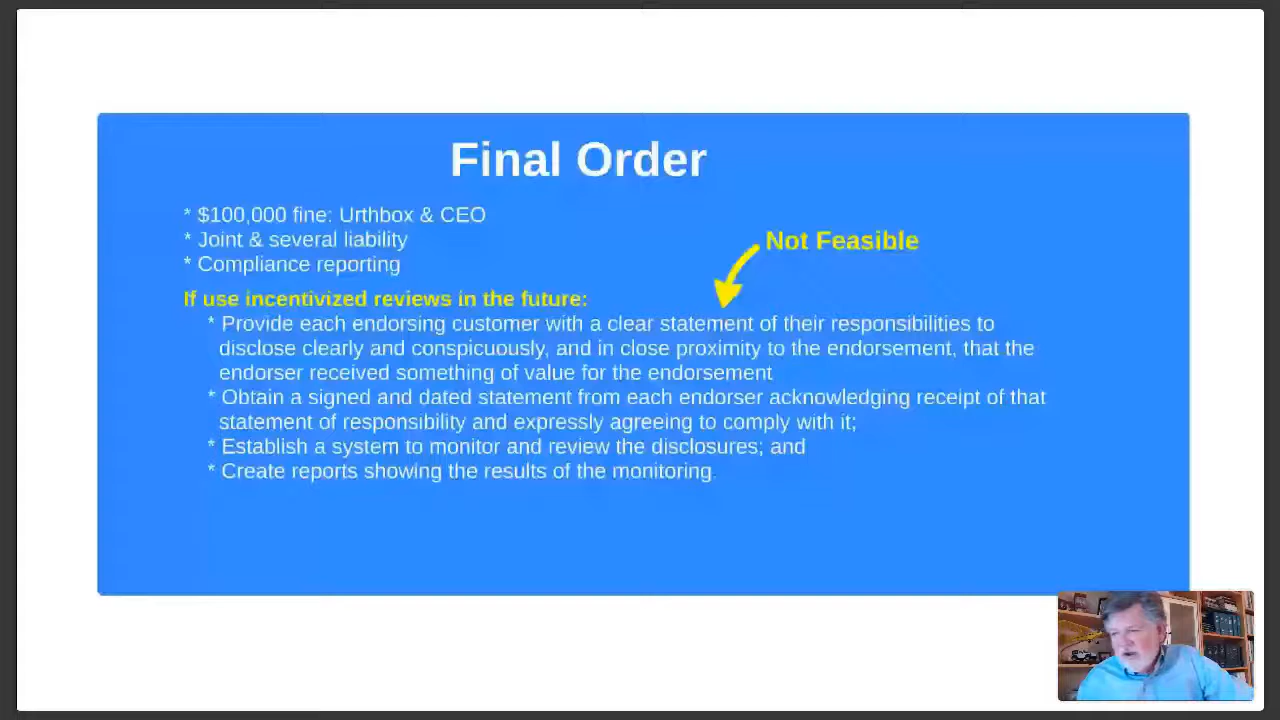 Final Order
* $100,000 fine: Urthbox & CEO
* Joint & several liability
Not Feasible
* Compliance reporting
If use incentivized reviews in the future:
* Provide each endorsing customer with a clear statement of their responsibilities to
disclose clearly and conspicuously, and in close proximity to the endorsement, that the
endorser received something of value for the endorsement
* Obtain a signed and dated statement from each endorser acknowledging receipt of that
statement of responsibility and expressly agreeing to comply with it;
* Establish a system to monitor and review the disclosures; and
* Create reports showing the results of the monitoring.